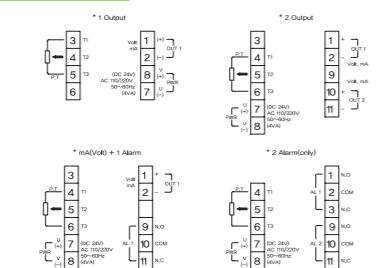 * 1 Output
3 T1 Volt mA 1 (+) OUT 1
4 T2 2 (-)
5 T3 (DC 24V) 8 V (+) PWR
P,T AC 110/220V
6 50~60Hz (4VA) 7 U (-)
* 2 Output
3 1 + OUT 1
P,T 4 T1 2 -
Volt, mA
5 T2
6 T3 9 Volt, mA
U (+) 7 (DC 24V) 10 + OUT 2
PWR AC 110/220V
V (-) 8 50~60Hz (4VA) 11 -
* mA(Volt) + 1 Alarm
3 Volt mA 1 + OUT 1
P,T 4 T1 2 -
5 T2
6 T3 9 N,O
U (+) 7 (DC 24V) AL 1 10 COM
PWR AC 110/220V
V (-) 8 50~60Hz (4VA) 11 N,C
* 2 Alarm(only)
3 1 N,O
P,T 4 T1 AL 1 2 COM
5 T2 3 N,C
6 T3 9 N,O
U (+) 7 (DC 24V) AL 2 10 COM
PWR AC 110/220V
V (-) 8 50~60Hz (4VA) 11 N,C